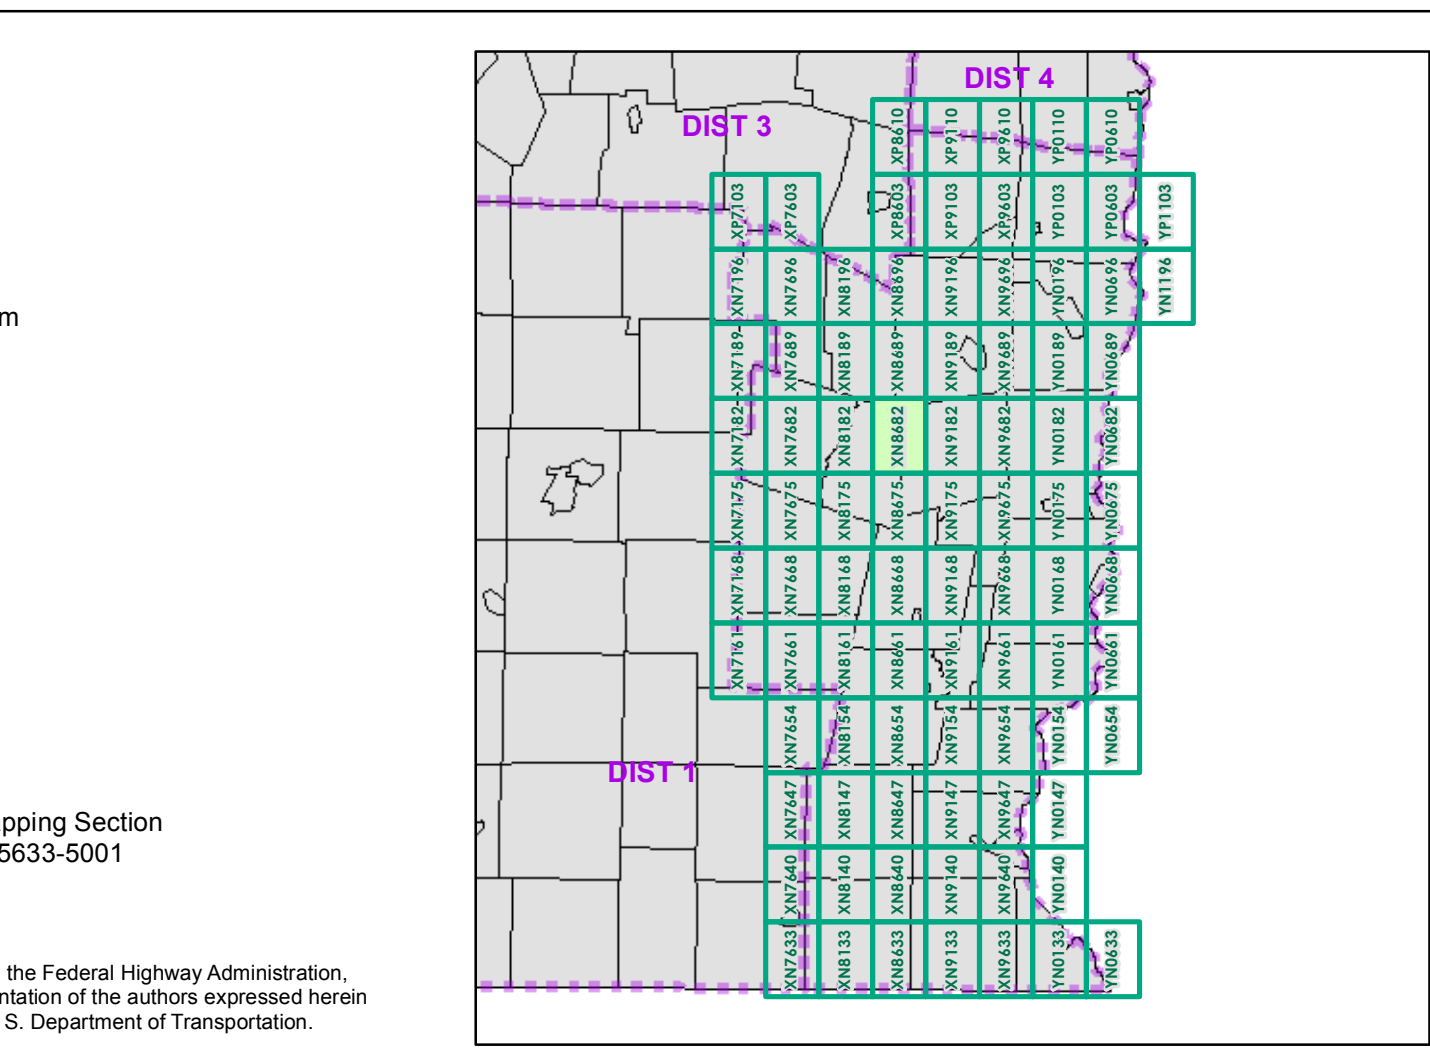 DIST 4
DIST 3
XP8610 XP9110 XP9610 YP0110 YP0610
XP7103 XP7603 XP8603 XP9103 XP9603 YP0103 YP0603 YP1103
XN7196 XN7696 XN8196 XN8696 XN9196 XN9696 YN0196 YN0696 YN1196
m
XN7189 XN7689 XN8189 XN8689 XN9189 XN9689 YN0189 YN0689
XN7182 XN7682 XN8182 XN8682 XN9182 XN9682 YN0182 YN0682
XN7175 XN7675 XN8175 XN8675 XN9175 XN9675 YN0175 YN0675
XN7168 XN7668 XN8168 XN8668 XN9168 XN9668 YN0168 YN0668
XN7161 XN7661 XN8161 XN8661 XN9161 XN9661 YN0161 YN0661
XN7654 XN8154 XN8654 XN9154 XN9654 YN0154 YN0654
DIST 1
XN7647 XN8147 XN8647 XN9147 XN9647 YN0147
pping Section
5633-5001
XN7640 XN8140 XN8640 XN9140 XN9640 YN0140
XN7633 XN8133 XN8633 XN9133 XN9633 YN0133 YN0633
the Federal Highway Administration,
ntation of the authors expressed herein
S. Department of Transportation.